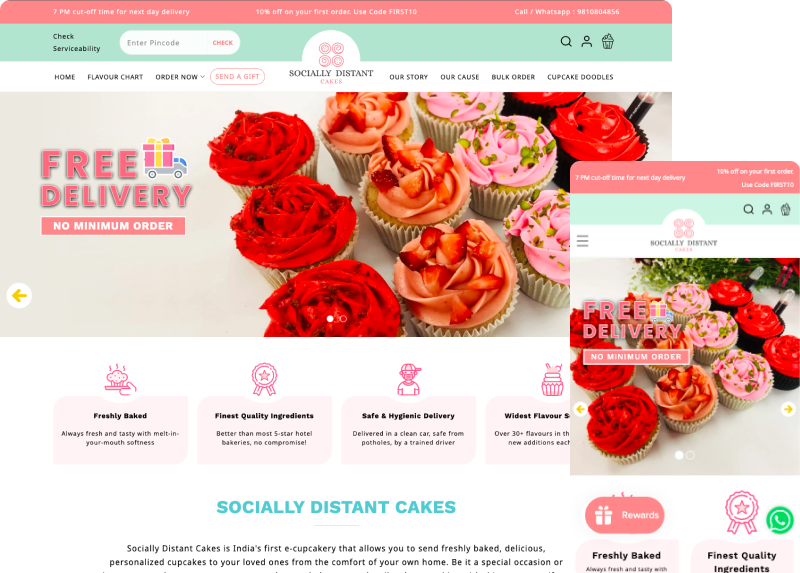 7 PM cut-off time for next day delivery
10% off on your first order. Use Code FIRST10
Call / Whatsapp : 9810804856
Check
Serviceability
Enter Pincode
CHECK
HOME
FLAVOUR CHART
ORDER NOW
SEND A GIFT
SOCIALLY DISTANT
CAKES
OUR STORY
OUR CAUSE
BULK ORDER
CUPCAKE DOODLES
FREE
DELIVERY
NO MINIMUM ORDER
Freshly Baked
Always fresh and tasty with melt-in-
your-mouth softness
Finest Quality Ingredients
Better than most 5-star hotel
bakeries, no compromise!
Safe & Hygienic Delivery
Delivered in a clean car, safe from
potholes, by a trained driver
Widest Flavour S
Over 30+ flavours in th
new additions each
SOCIALLY DISTANT CAKES
Socially Distant Cakes is India's first e-cupcakery that allows you to send freshly baked, delicious,
personalized cupcakes to your loved ones from the comfort of your own home. Be it a special occasion or
7 PM cut-off time for next day delivery
10% off on your first order.
Use Code FIRST10
SOCIALLY DISTANT
CAKES
FREE
DELIVERY
NO MINIMUM ORDER
Rewards
Freshly Baked
Always fresh and tasty with
Finest Quality
Ingredients